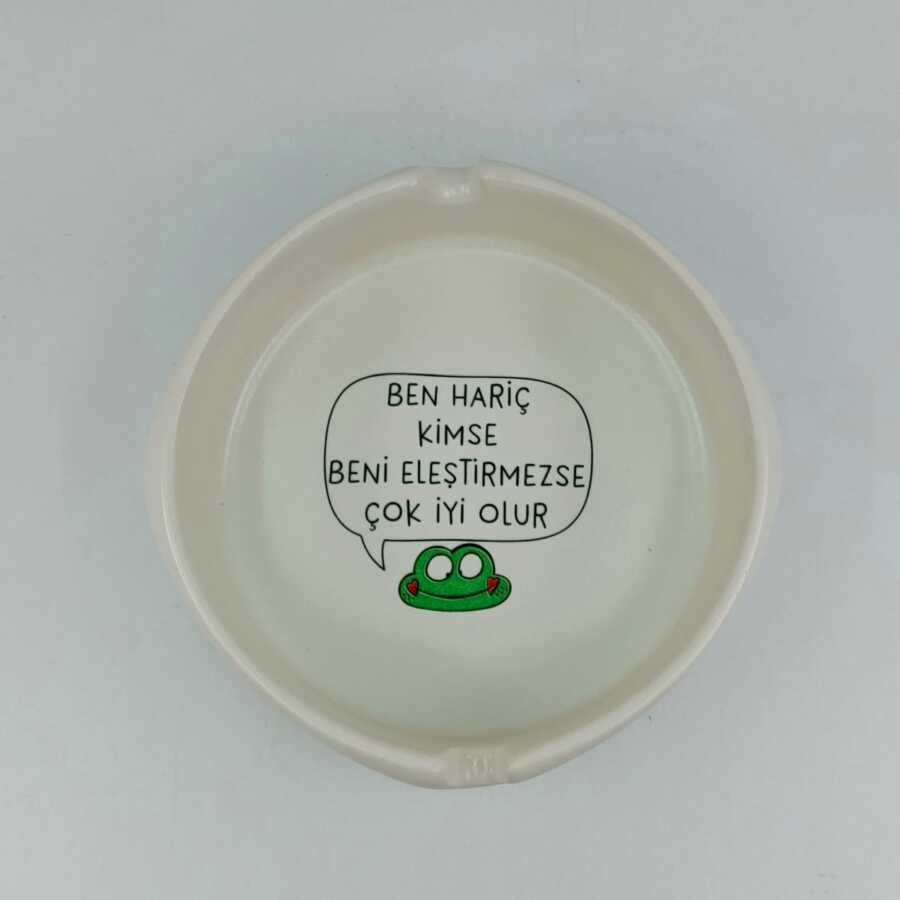 BEN HARİÇ
KİMSE
BENİ ELEŞTİRMEZSE
ÇOK İYİ OLUR